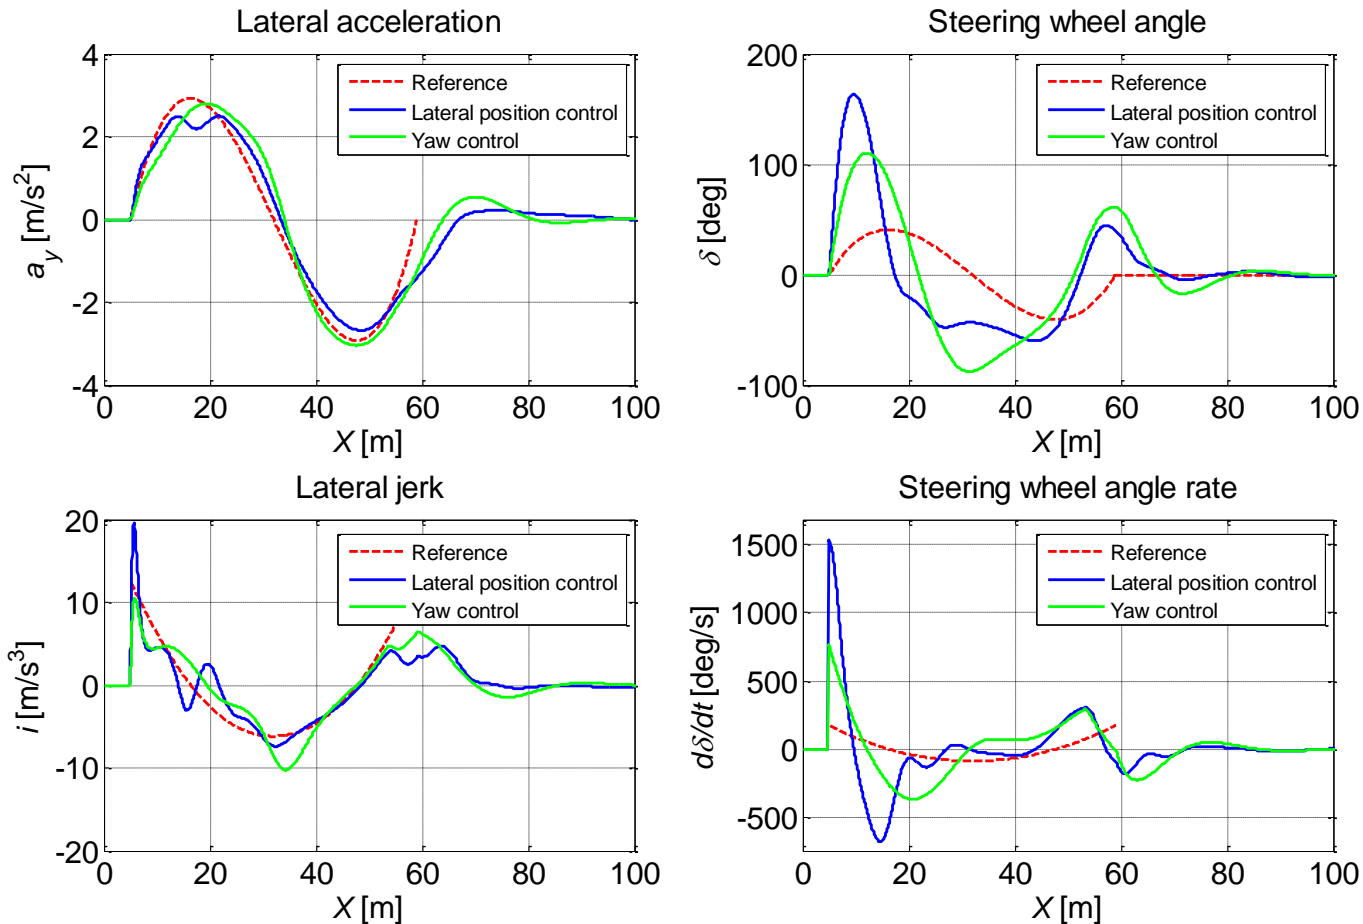 Lateral acceleration
4
2
0
-2
-4
a_y [m/s²]
Reference
Lateral position control
Yaw control
0
20
40
60
80
100
X [m]
Steering wheel angle
200
100
0
-100
δ [deg]
Reference
Lateral position control
Yaw control
0
20
40
60
80
100
X [m]
Lateral jerk
20
10
0
-10
-20
i [m/s³]
Reference
Lateral position control
Yaw control
0
20
40
60
80
100
X [m]
Steering wheel angle rate
1500
1000
500
0
-500
dδ/dt [deg/s]
Reference
Lateral position control
Yaw control
0
20
40
60
80
100
X [m]